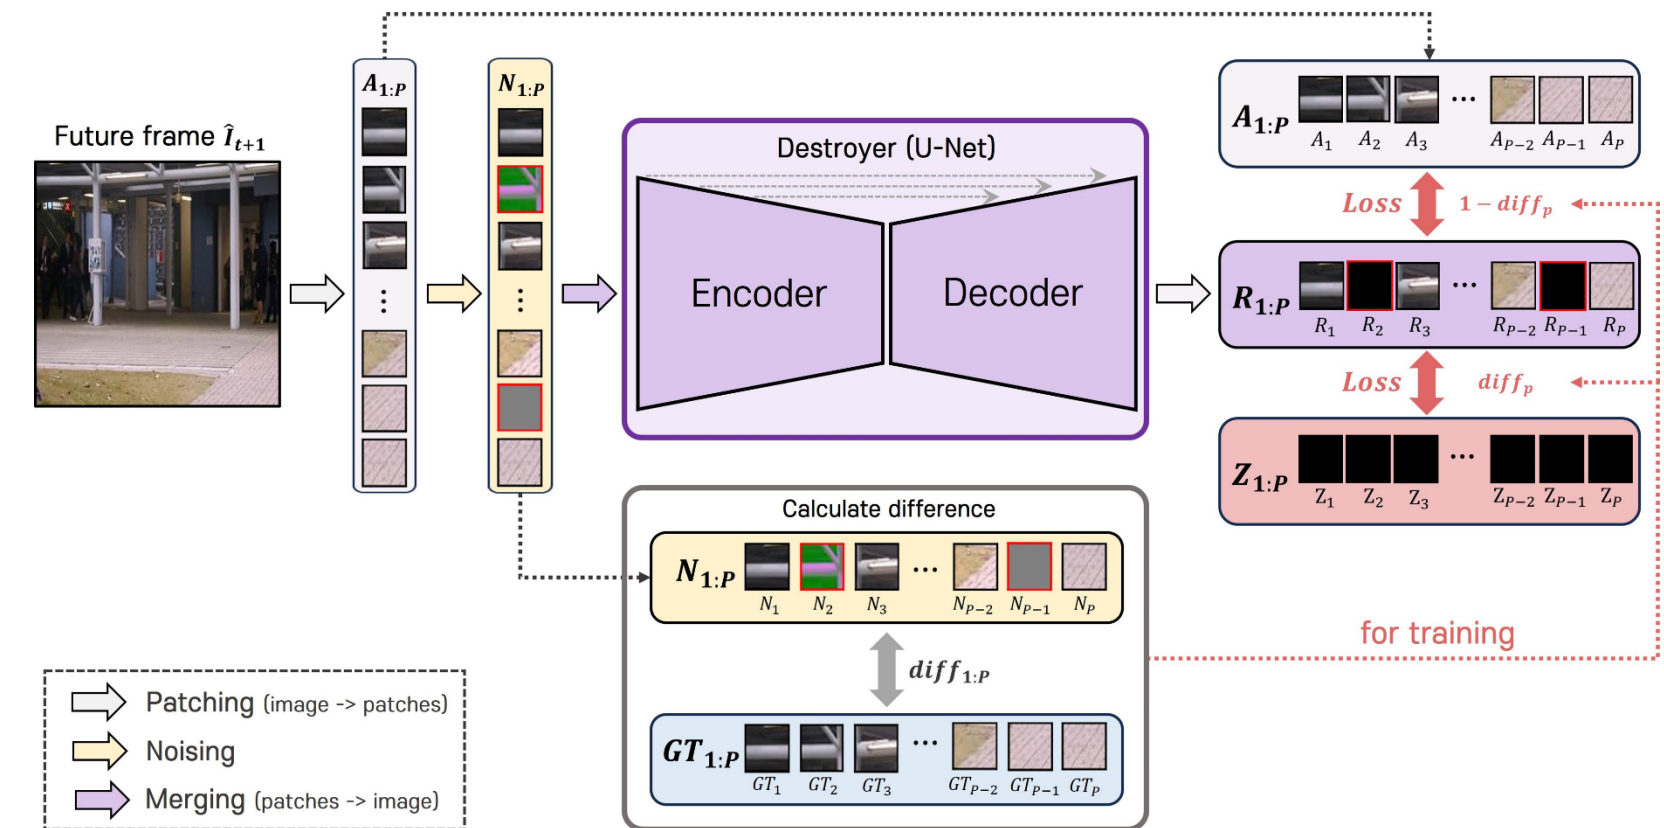 Future frame Î_{t+1}
A_{1:P}
N_{1:P}
Destroyer (U-Net)
Encoder
Decoder
A_{1:P}
A_1 A_2 A_3 ... A_{P−2} A_{P−1} A_P
Loss 1 − diff_p
R_{1:P}
R_1 R_2 R_3 ... R_{P−2} R_{P−1} R_P
Loss diff_p
Z_{1:P}
Z_1 Z_2 Z_3 ... Z_{P−2} Z_{P−1} Z_P
Calculate difference
N_{1:P}
N_1 N_2 N_3 ... N_{P−2} N_{P−1} N_P
diff_{1:P}
GT_{1:P}
GT_1 GT_2 GT_3 ... GT_{P−2} GT_{P−1} GT_P
for training
Patching (image -> patches)
Noising
Merging (patches -> image)